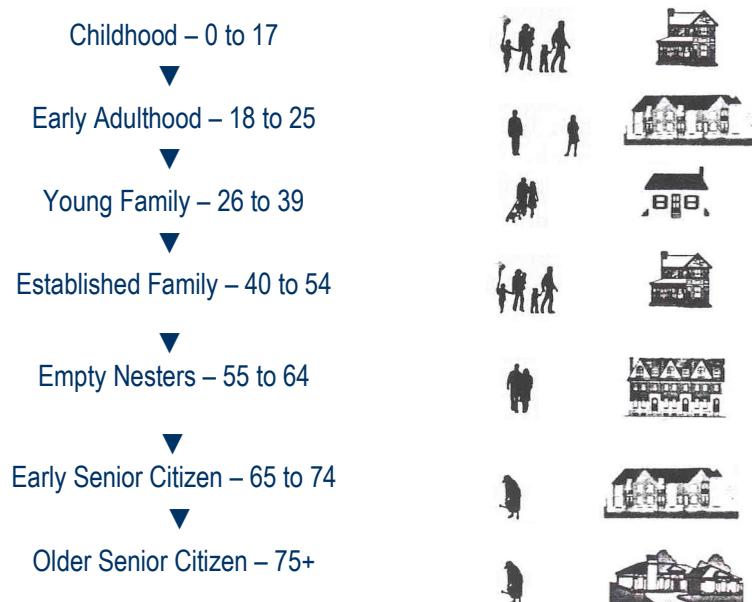 Childhood – 0 to 17
Early Adulthood – 18 to 25
Young Family – 26 to 39
Established Family – 40 to 54
Empty Nesters – 55 to 64
Early Senior Citizen – 65 to 74
Older Senior Citizen – 75+